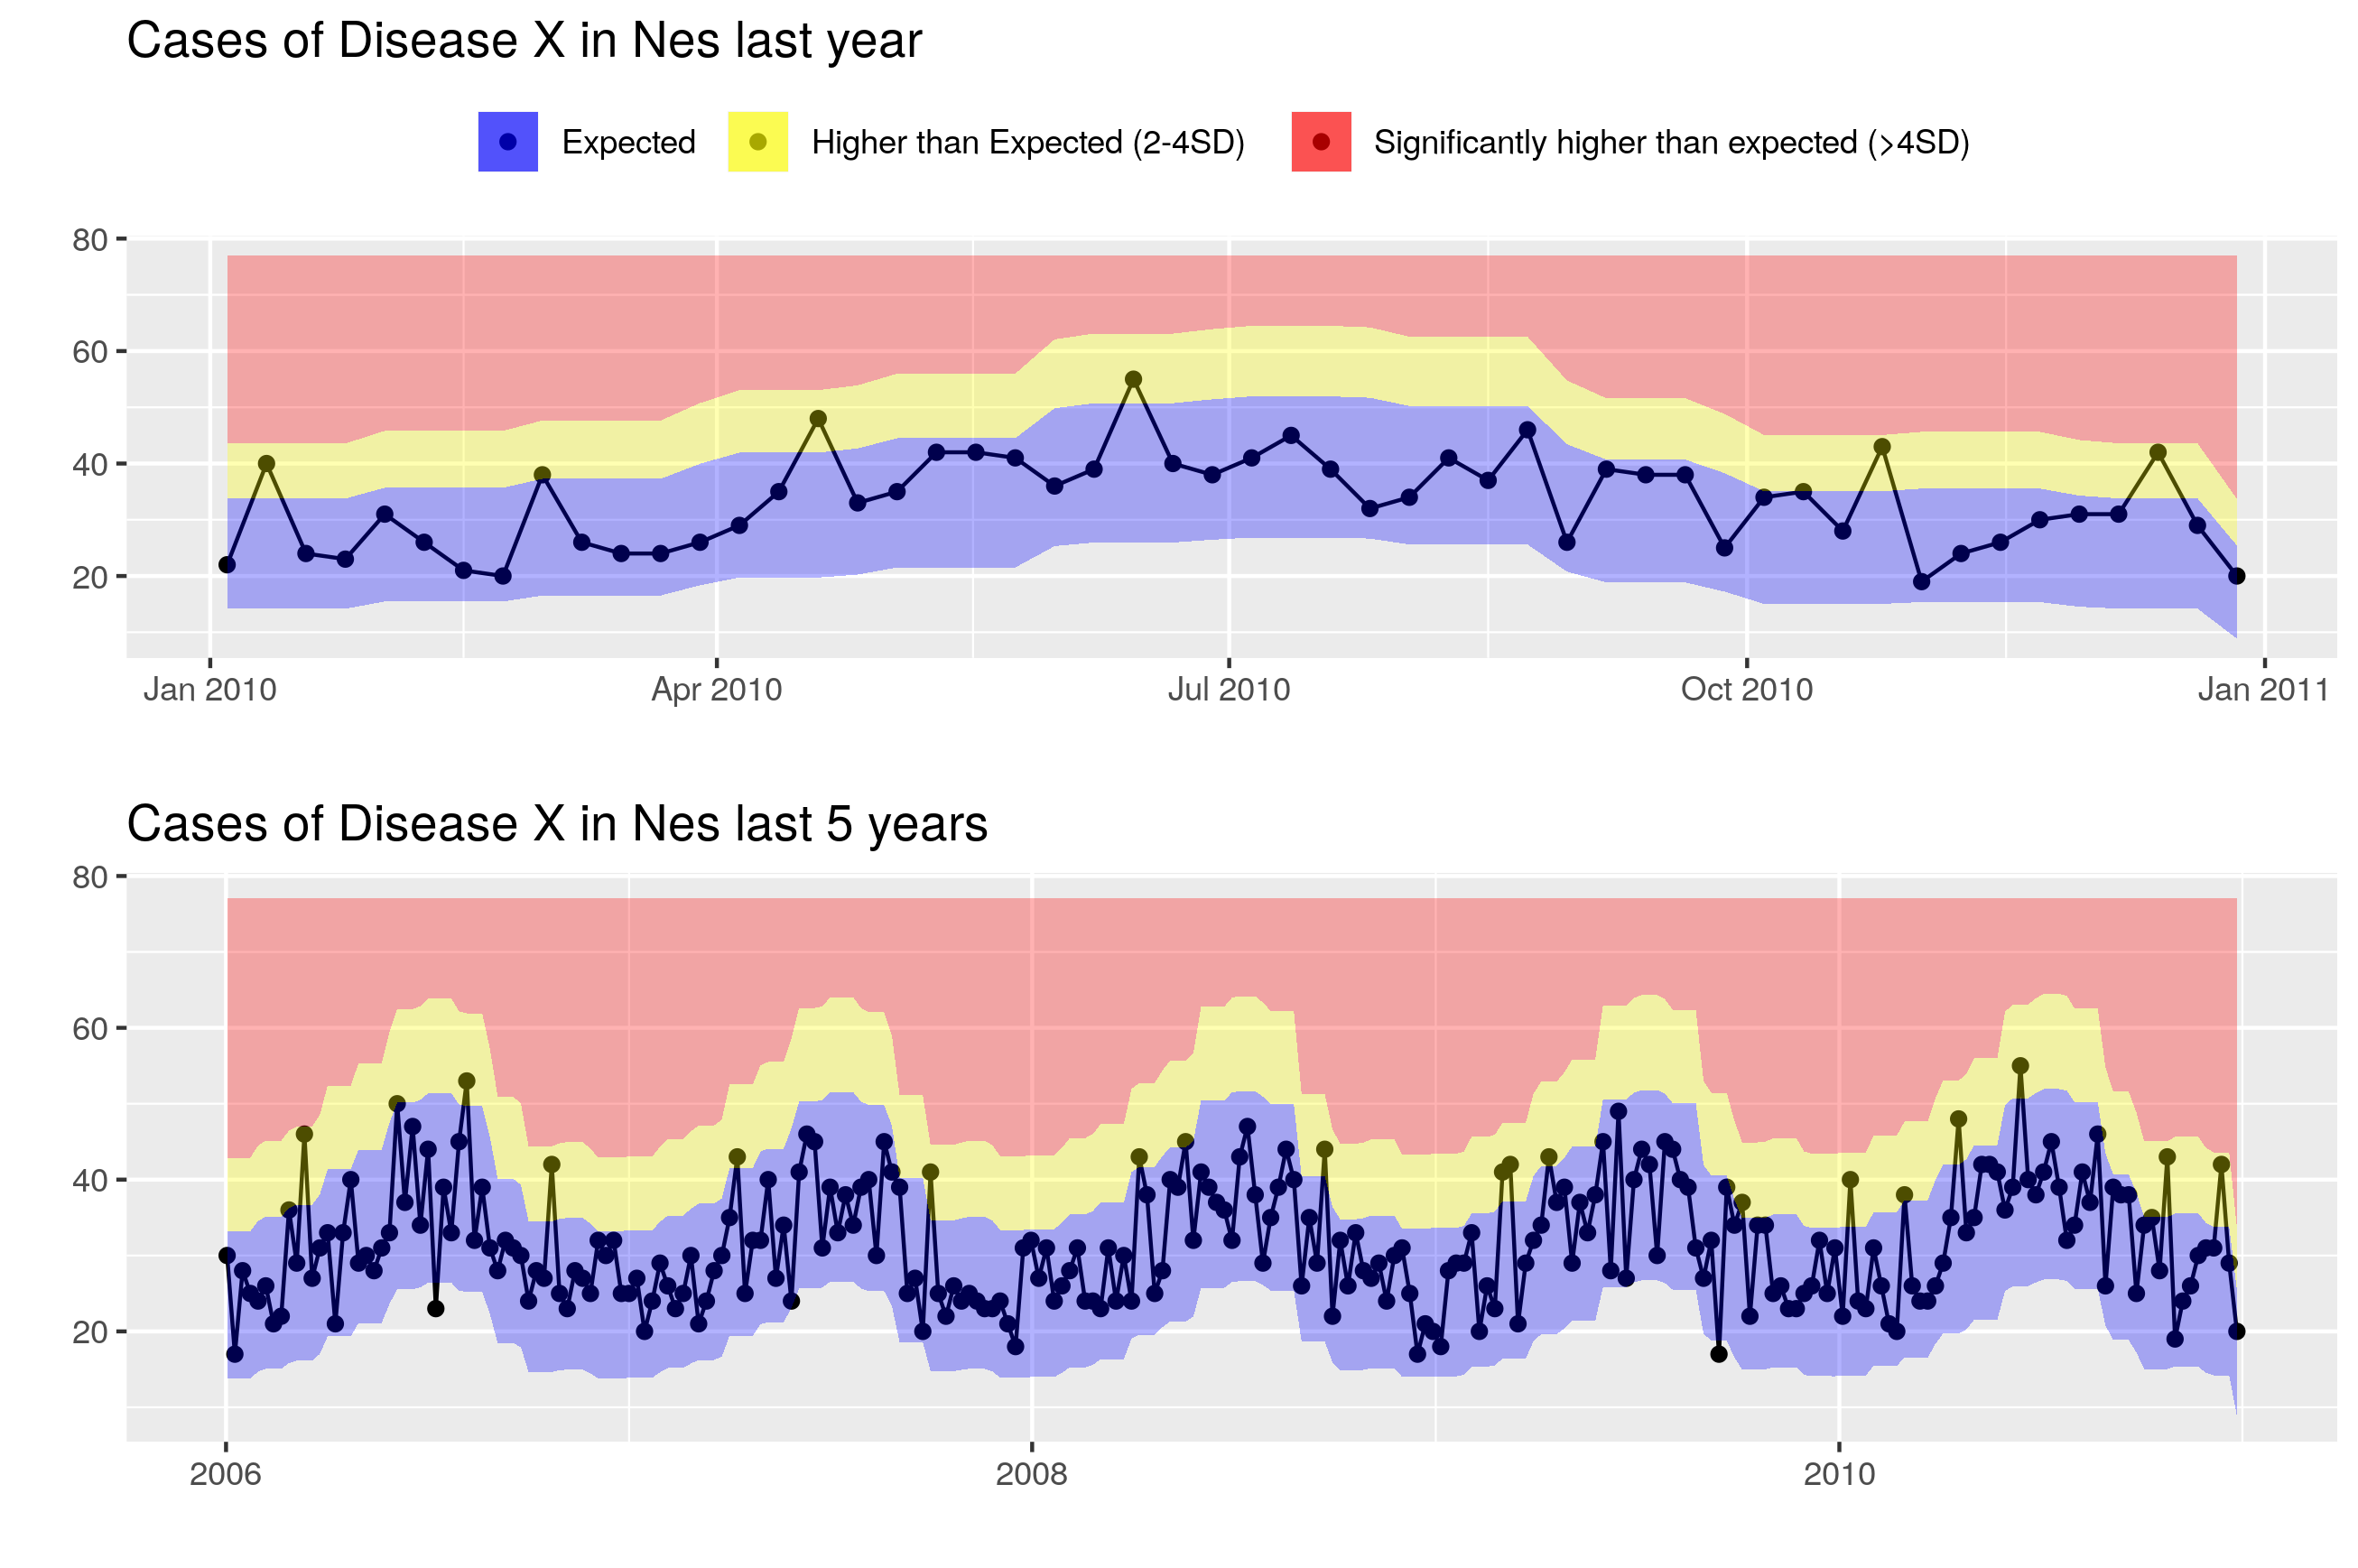 Cases of Disease X in Nes last year
Expected Higher than Expected (2-4SD) Significantly higher than expected (>4SD)
80
60
40
20
Jan 2010 Apr 2010 Jul 2010 Oct 2010 Jan 2011
Cases of Disease X in Nes last 5 years
80
60
40
20
2006 2008 2010